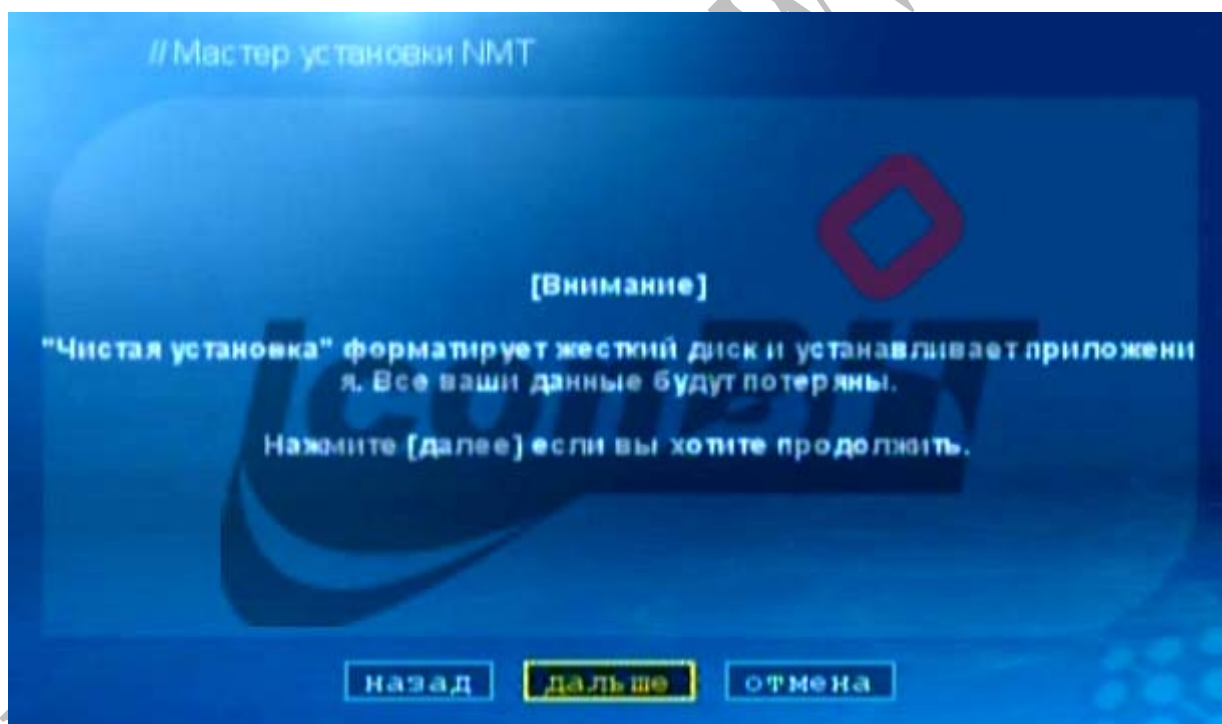 // Мастер установки NMT
[Внимание]
"Чистая установка" форматирует жесткий диск и устанавливает приложени
я. Все ваши данные будут потеряны.
Нажмите [далее] если вы хотите продолжить.
iconBIT
назад дальше отмена